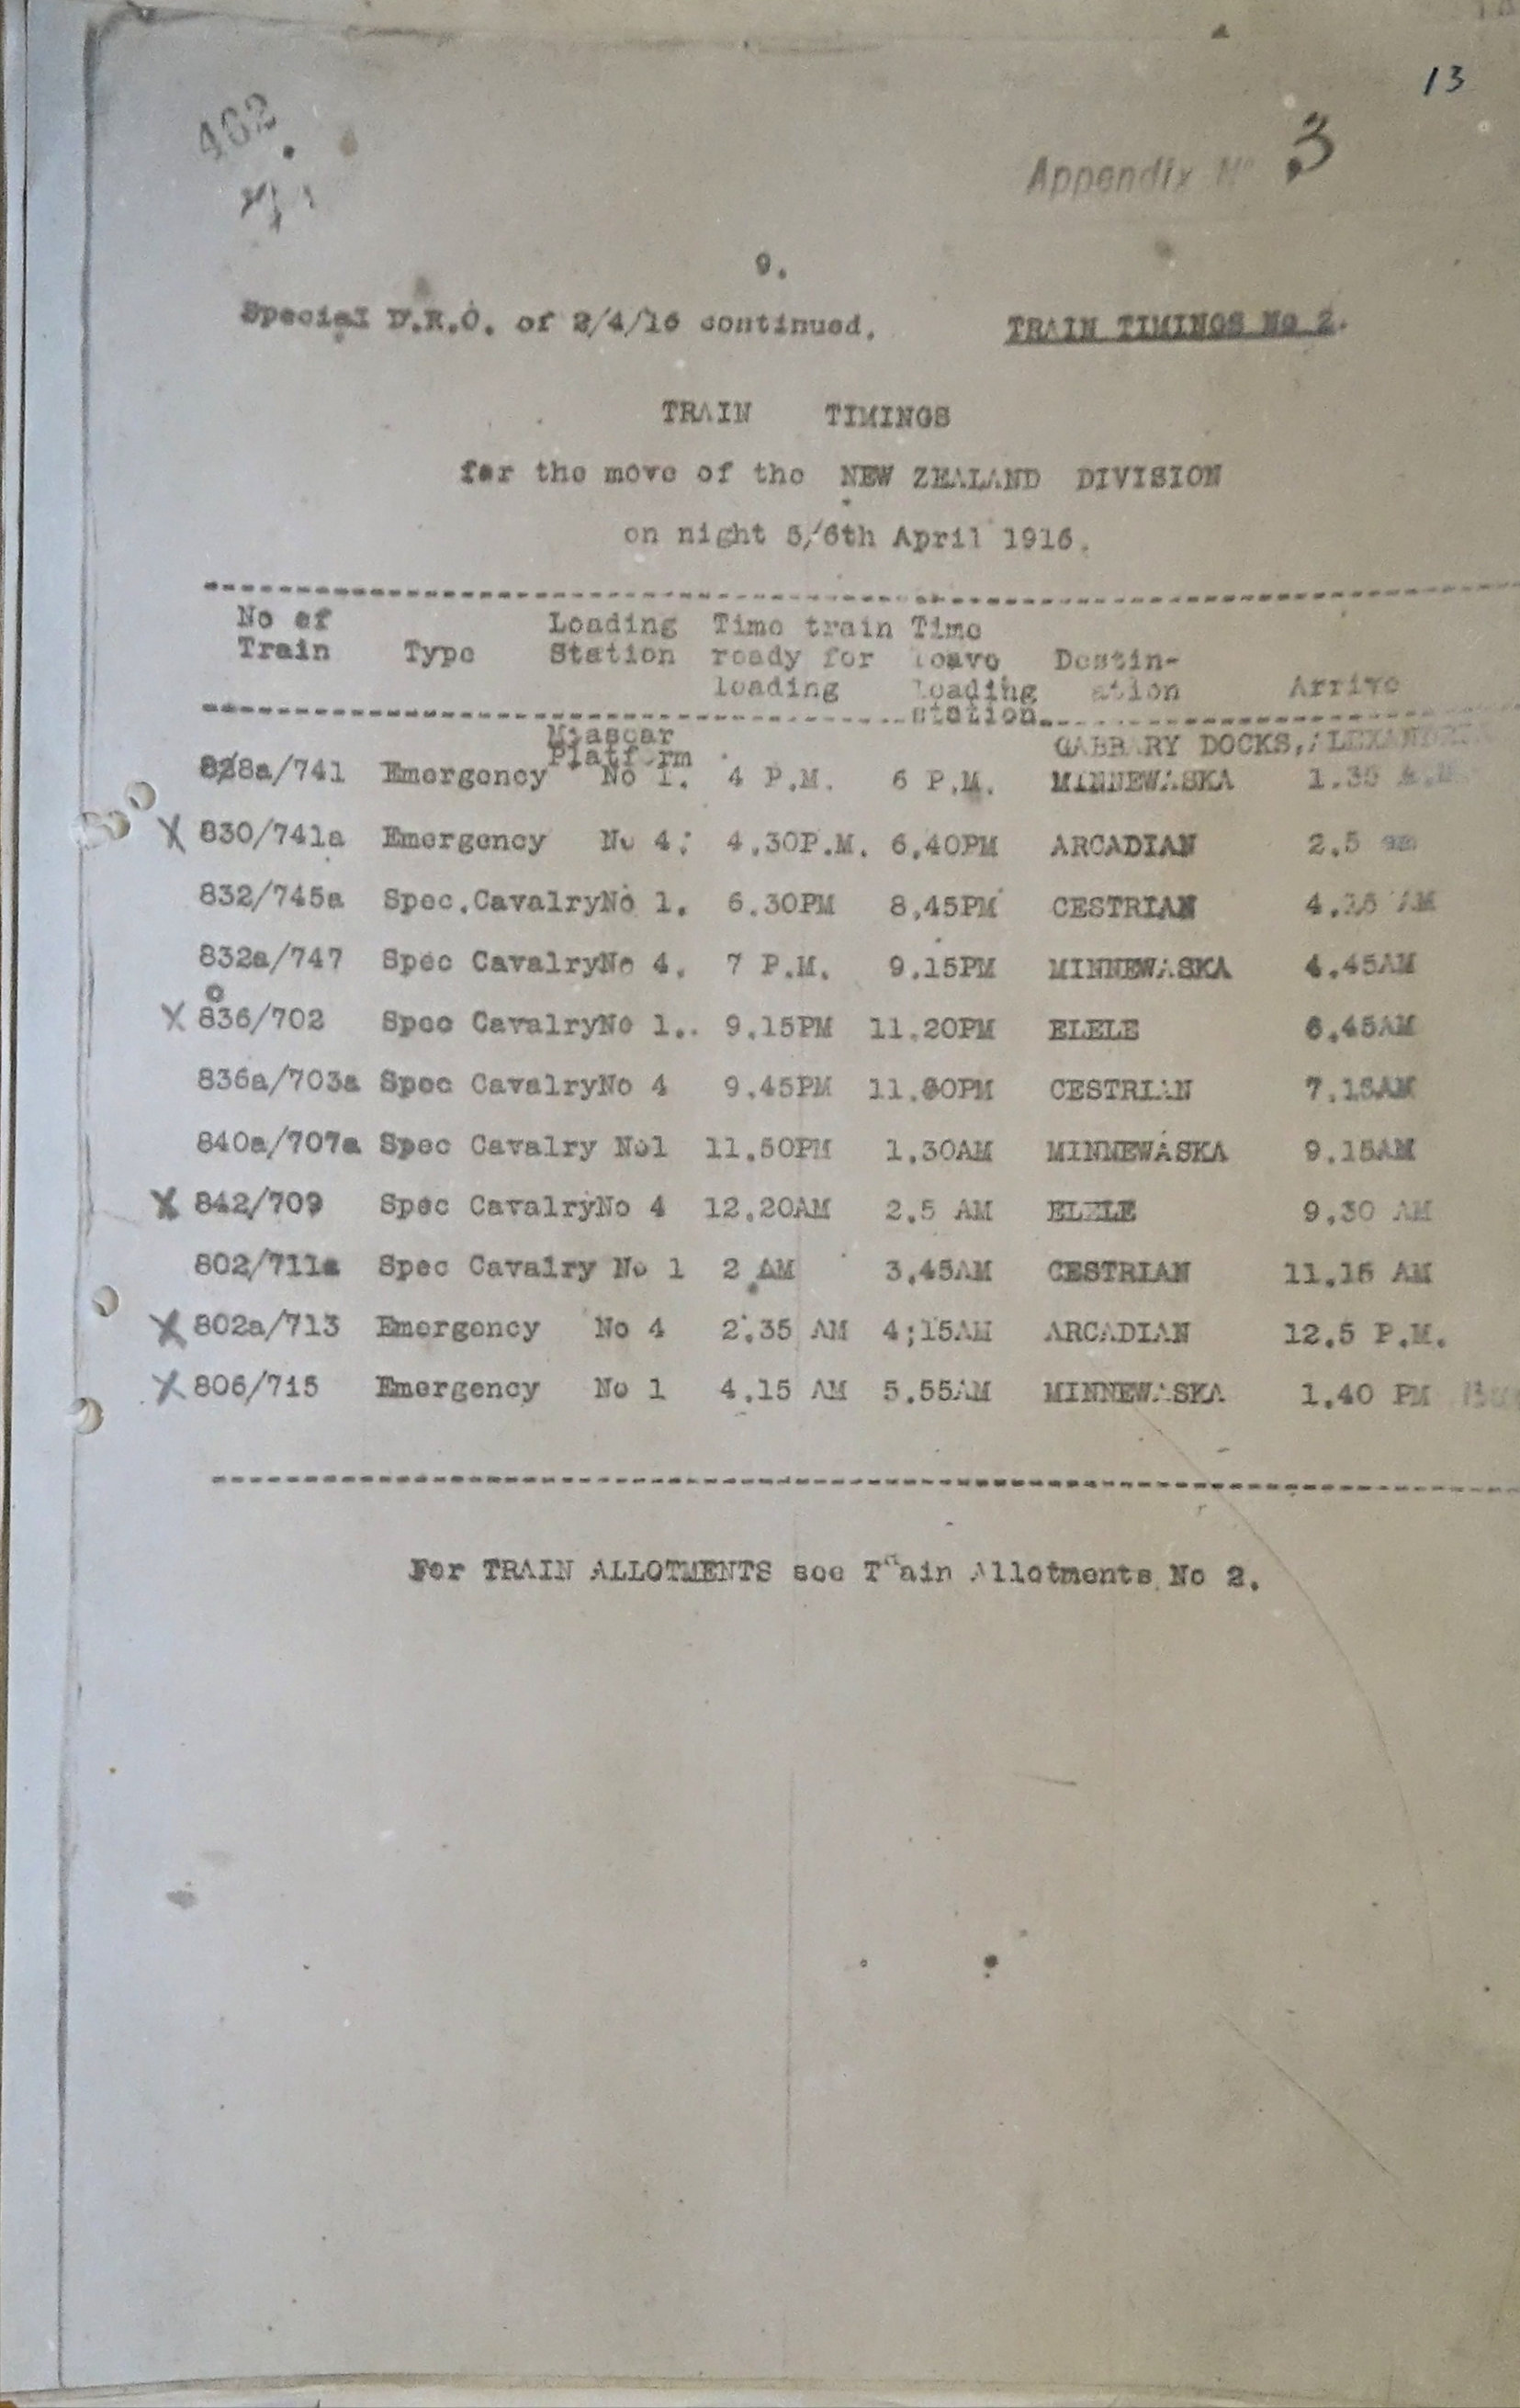 13
Appendix No 3
9.
Special D.R.O. of 2/4/16 continued. TRAIN TIMINGS No 2.
TRAIN TIMINGS
for the move of the NEW ZEALAND DIVISION
on night 5/6th April 1916.
No of Loading Time train Time
Train Type Station ready for leave Destin-
loading loading ation Arrive
station.
Moascar GABBARY DOCKS,
Platform
828a/741 Emergency No 1. 4 P.M. 6 P.M. MINNEWASKA 1.35
X 830/741a Emergency No 4. 4.30P.M. 6.40PM ARCADIAN 2.5 am
832/745a Spec.CavalryNo 1. 6.30PM 8.45PM CESTRIAN 4.15 AM
832a/747 Spec CavalryNo 4. 7 P.M. 9.15PM MINNEWASKA 4.45AM
X 836/702 Spec CavalryNo 1.. 9.15PM 11.20PM ELELE 6.45AM
836a/703a Spec CavalryNo 4 9.45PM 11.50PM CESTRIAN 7.15AM
840a/707a Spec Cavalry No1 11.50PM 1.30AM MINNEWASKA 9.15AM
X 842/709 Spec CavalryNo 4 12.20AM 2.5 AM ELELE 9.30 AM
802/711a Spec Cavalry No 1 2 AM 3.45AM CESTRIAN 11.15 AM
X 802a/713 Emergency No 4 2.35 AM 4;15AM ARCADIAN 12.5 P.M.
X 806/715 Emergency No 1 4.15 AM 5.55AM MINNEWASKA 1.40 PM
For TRAIN ALLOTMENTS see Train Allotments No 2.